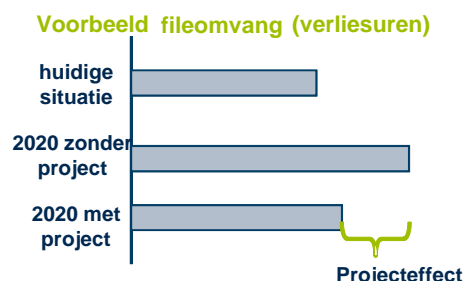 Voorbeeld fileomvang (verliesuren)
huidige
situatie
2020 zonder
project
2020 met
project
Projecteffect